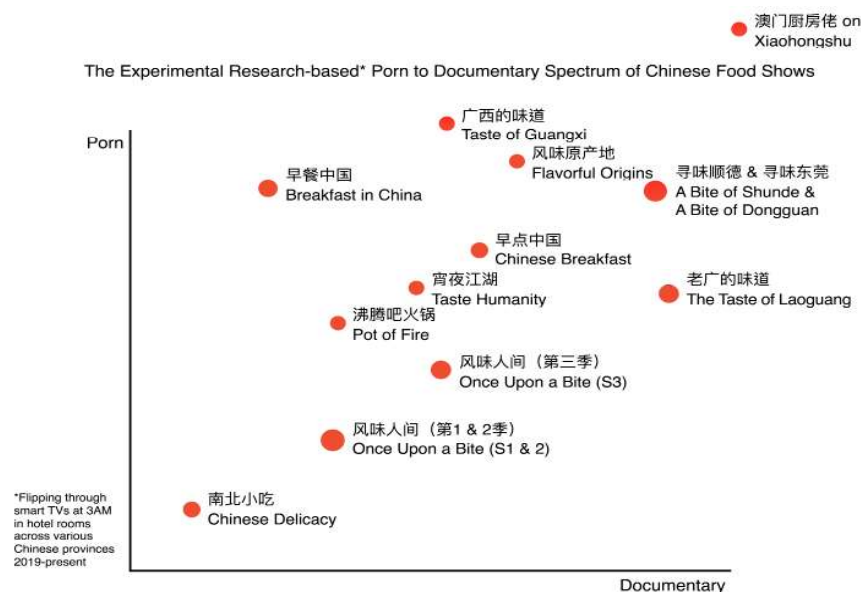 澳门厨房佬 on
Xiaohongshu
The Experimental Research-based* Porn to Documentary Spectrum of Chinese Food Shows
Porn
广西的味道
Taste of Guangxi
风味原产地
Flavorful Origins
早餐中国
Breakfast in China
寻味顺德 & 寻味东莞
A Bite of Shunde &
A Bite of Dongguan
早点中国
Chinese Breakfast
宵夜江湖
Taste Humanity
老广的味道
The Taste of Laoguang
沸腾吧火锅
Pot of Fire
风味人间（第三季）
Once Upon a Bite (S3)
风味人间（第1 & 2季）
Once Upon a Bite (S1 & 2)
南北小吃
Chinese Delicacy
*Flipping through
smart TVs at 3AM
in hotel rooms
across various
Chinese provinces
2019-present
Documentary